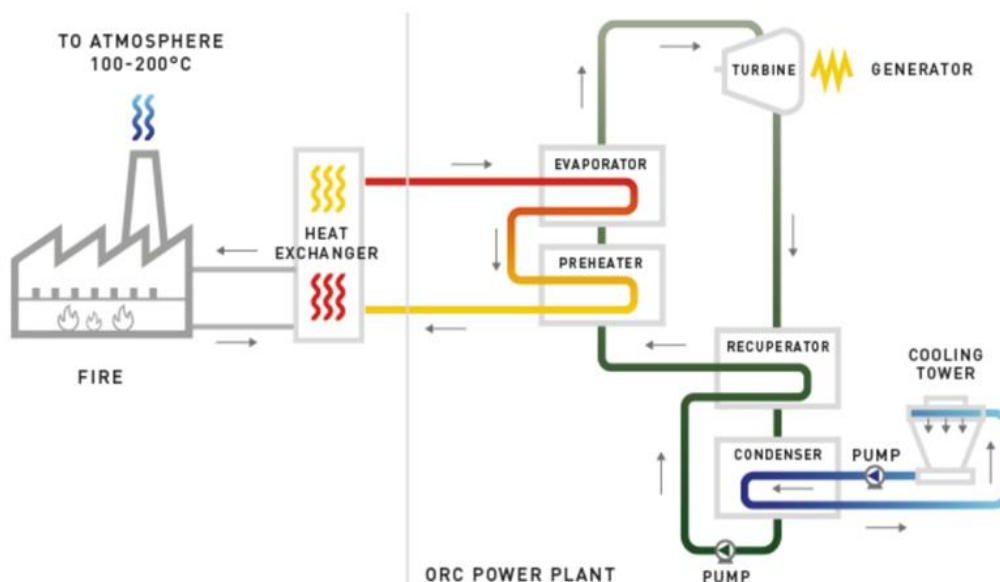 TO ATMOSPHERE
100-200°C
TURBINE
GENERATOR
EVAPORATOR
HEAT
EXCHANGER
PREHEATER
FIRE
RECUPERATOR
COOLING
TOWER
CONDENSER
PUMP
PUMP
ORC POWER PLANT